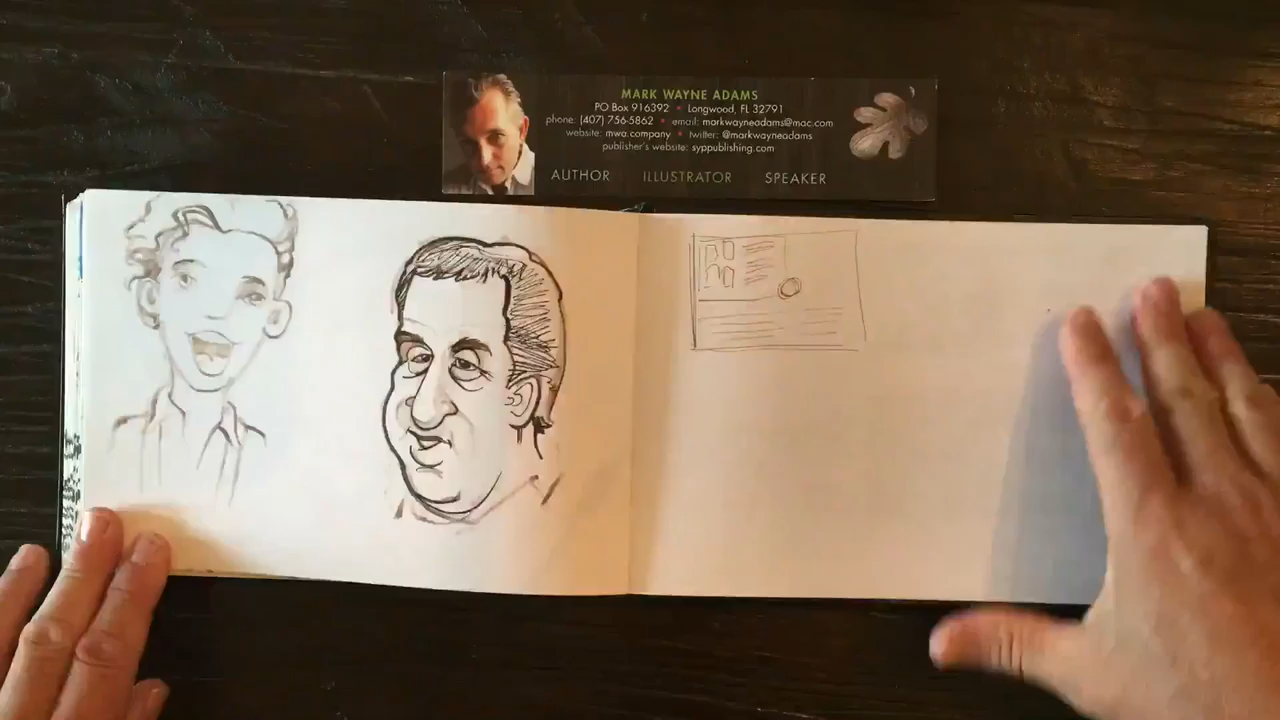 MARK WAYNE ADAMS
PO Box 916392 • Longwood, FL 32791
phone: (407) 756-5862 • email: markwayneadams@mac.com
website: mwa.company • twitter: @markwayneadams
publisher's website: syppublishing.com
AUTHOR ILLUSTRATOR SPEAKER